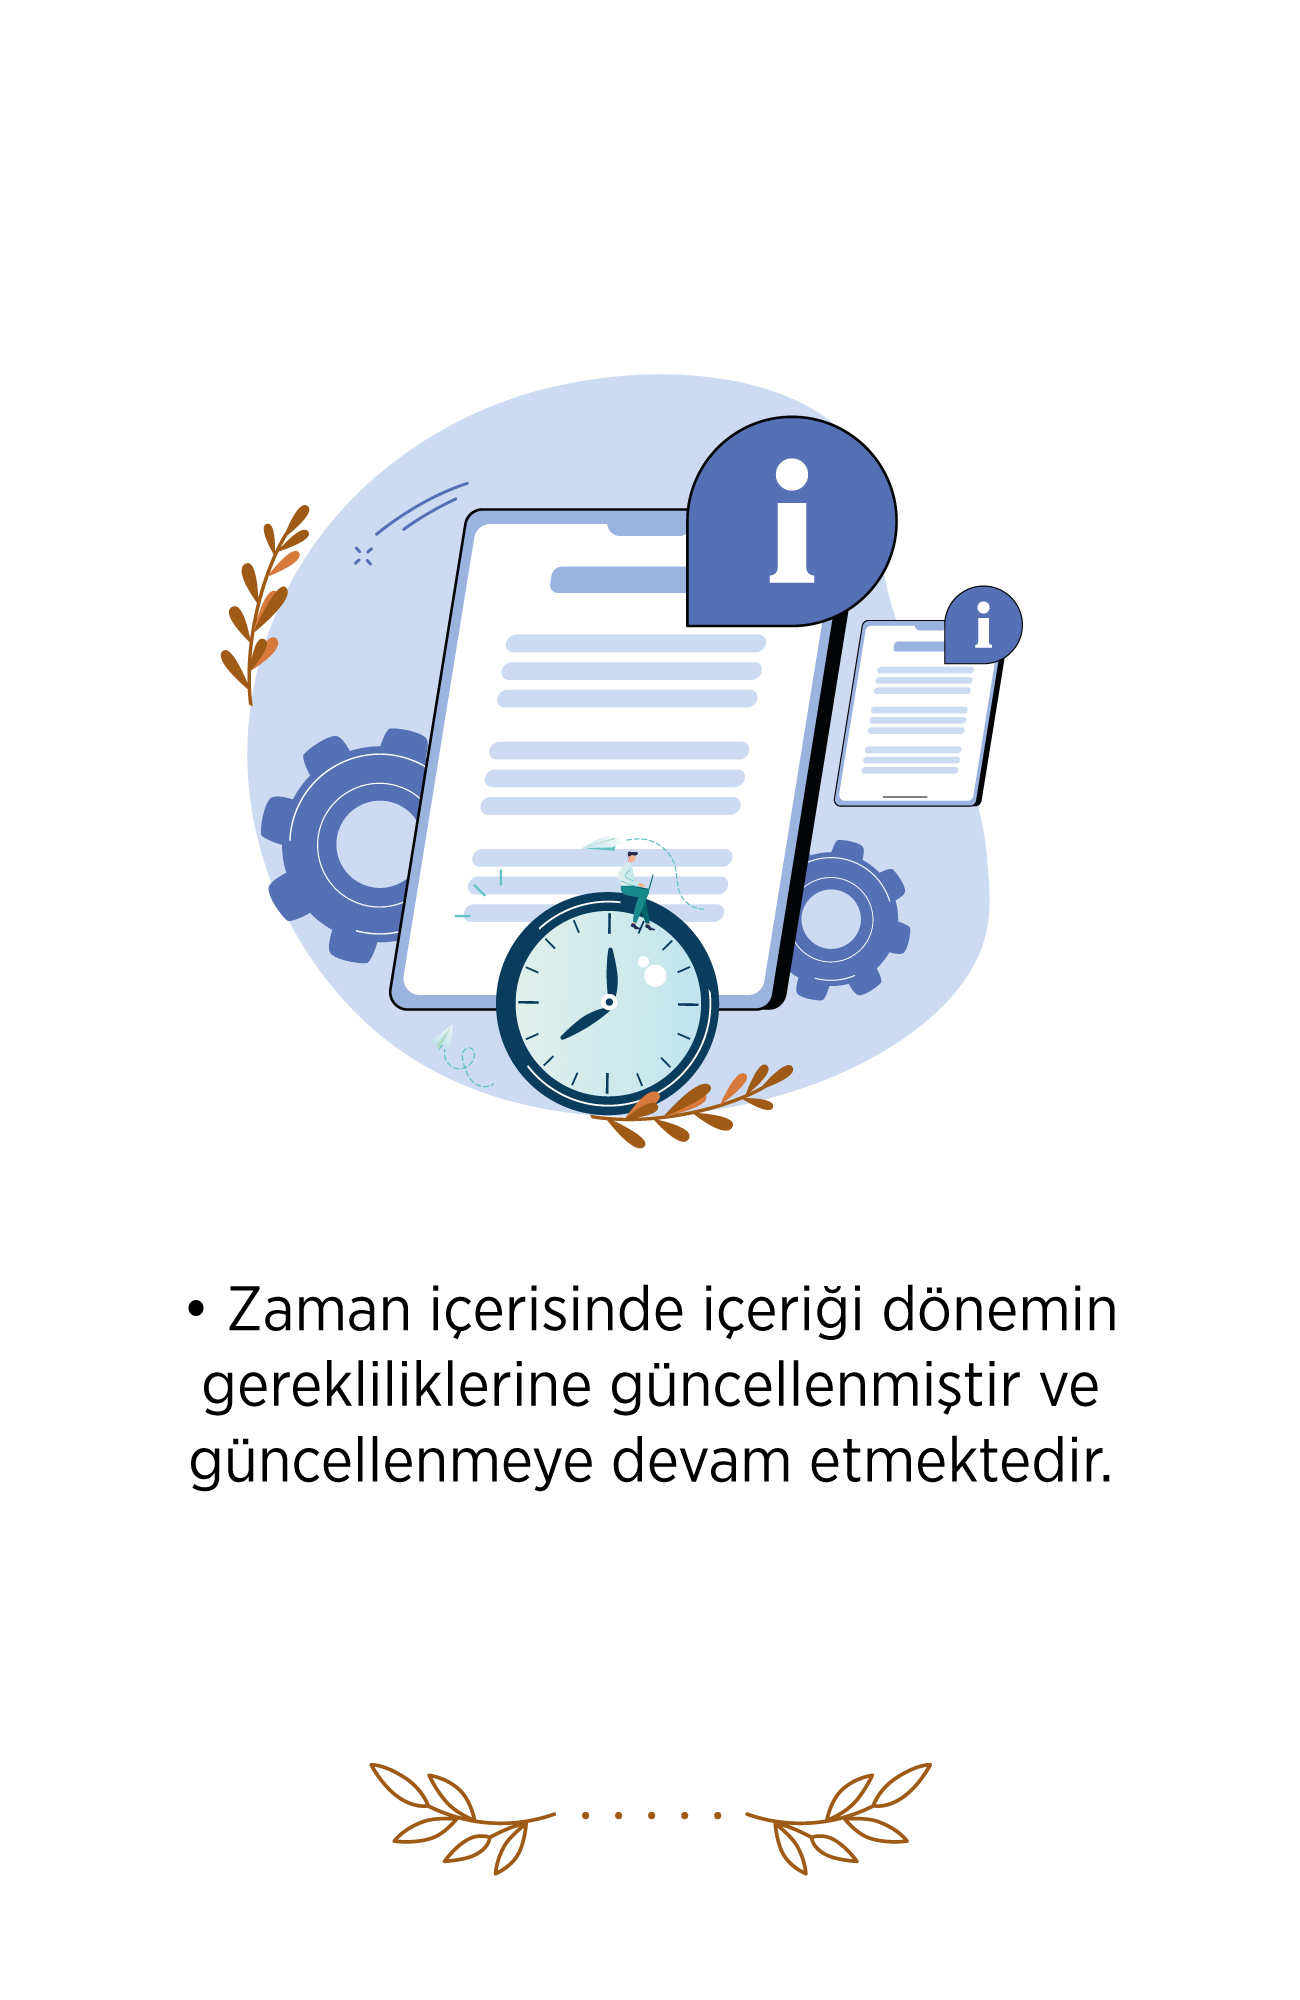 i
i
• Zaman içerisinde içeriği dönemin
gerekliliklerine güncellenmiştir ve
güncellenmeye devam etmektedir.